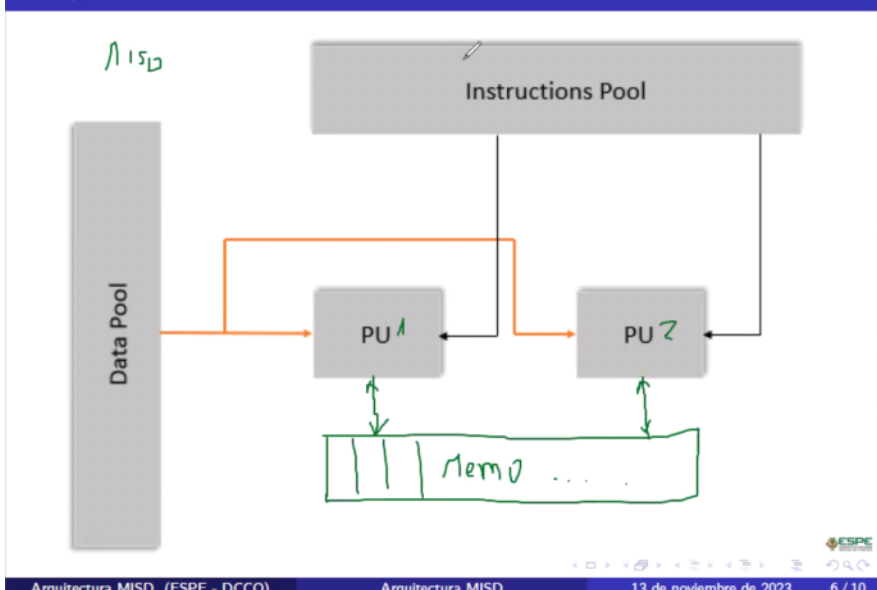 MISD
Instructions Pool
Data Pool
PU 1
PU 2
Memo ... .
ESPE
Arquitectura MISD (ESPE - DCCO)
Arquitectura MISD
13 de noviembre de 2023
6 / 10